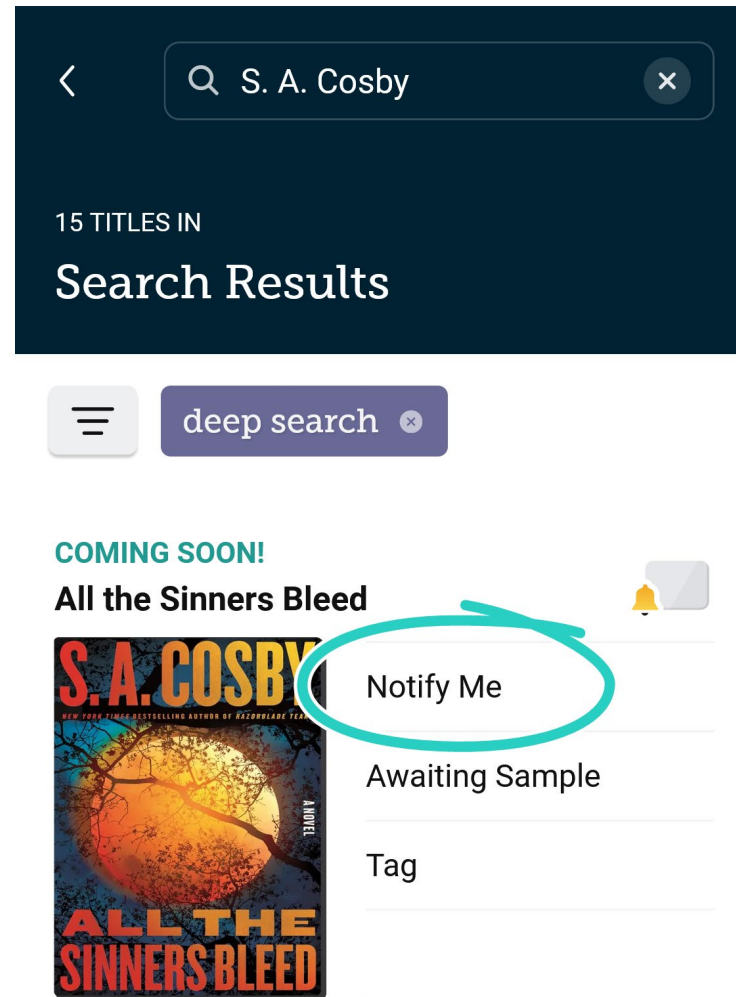 S. A. Cosby
15 TITLES IN
Search Results
deep search
COMING SOON!
All the Sinners Bleed
S. A. COSBY
NEW YORK TIMES BESTSELLING AUTHOR OF RAZORBLADE TEARS
A NOVEL
ALL THE
SINNERS BLEED
Notify Me
Awaiting Sample
Tag